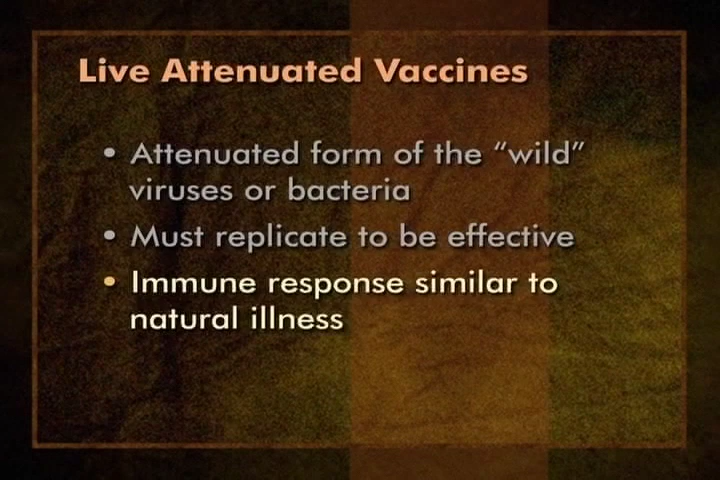 Live Attenuated Vaccines
• Attenuated form of the “wild”
viruses or bacteria
• Must replicate to be effective
• Immune response similar to
natural illness